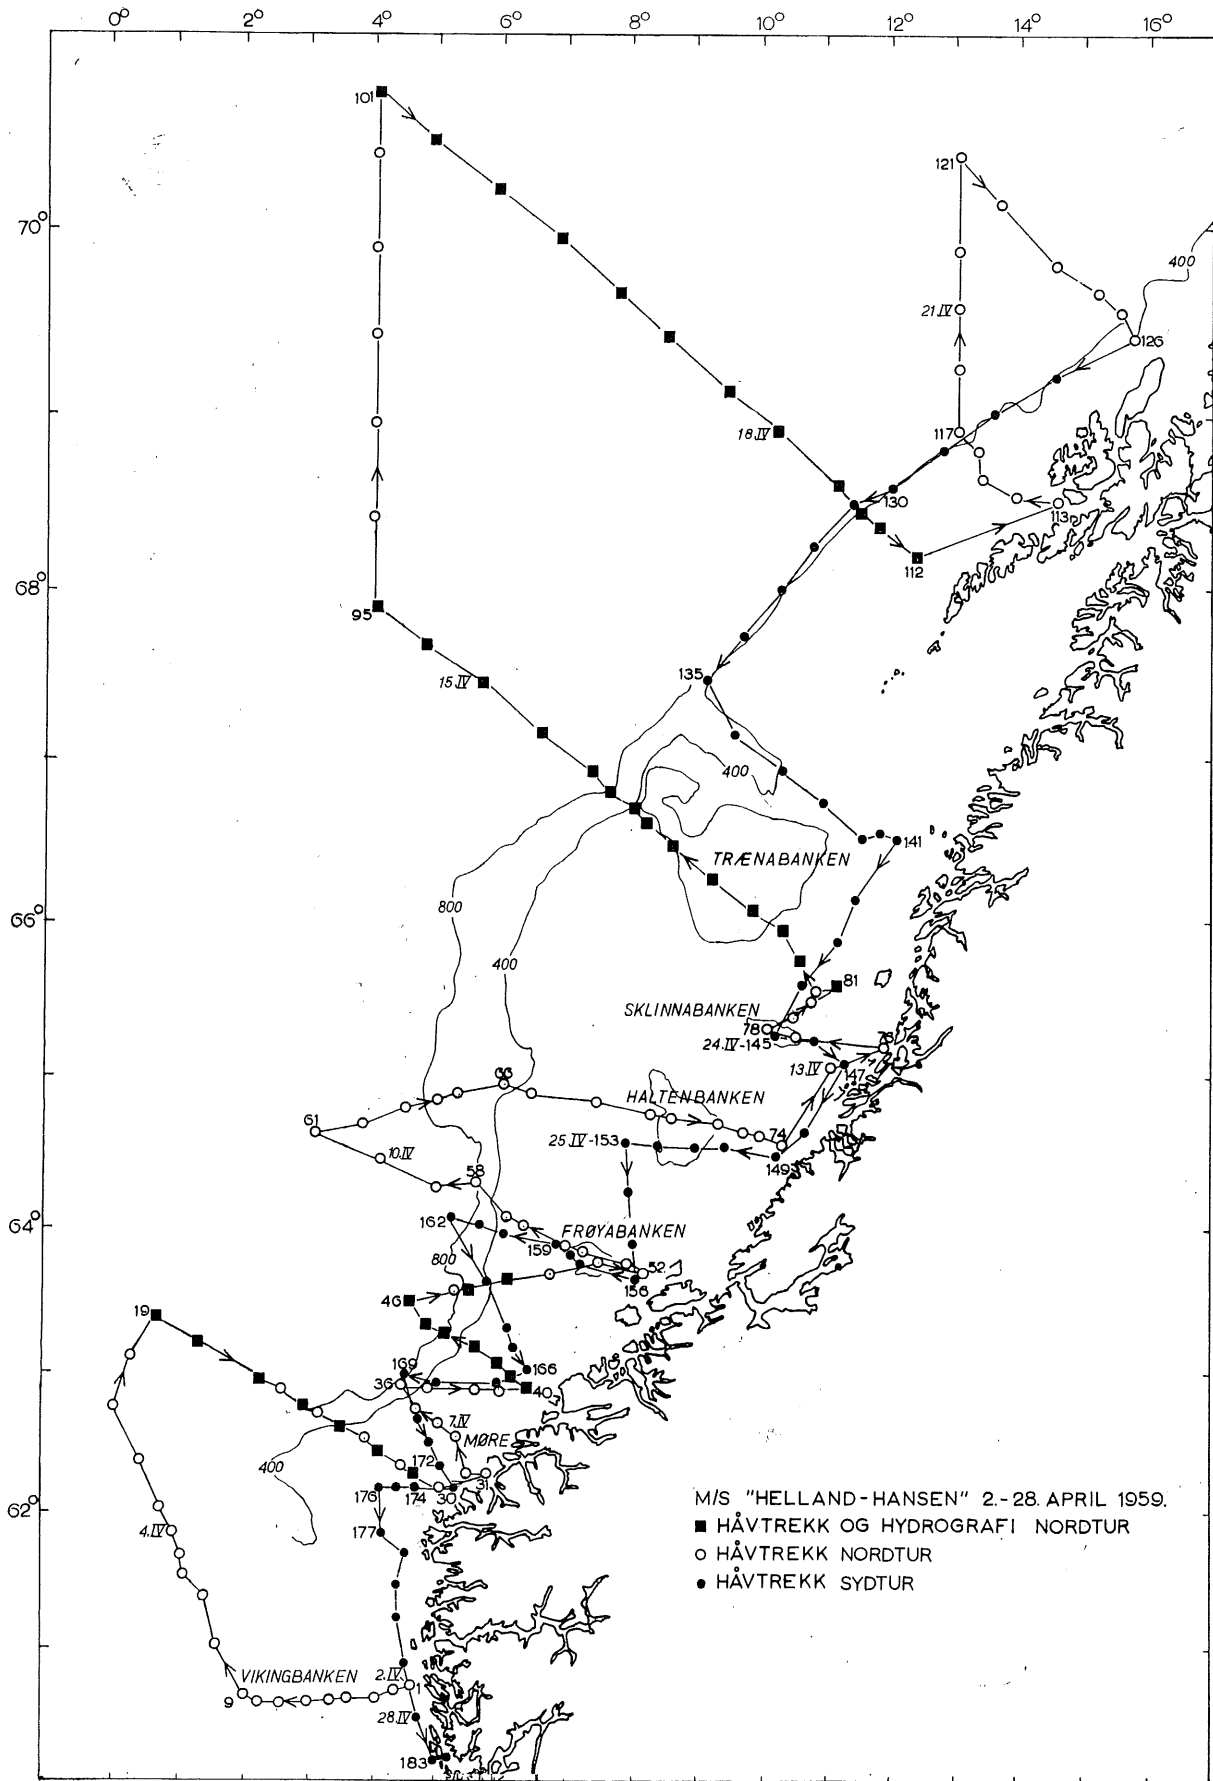 0° 2° 4° 6° 8° 10° 12° 14° 16°
101
121
70°
400
21.IV
126
18.IV
117
130
113
112
68°
95
135
15.IV
400
141
TRÆNABANKEN
66°
800
400
81
SKLINNABANKEN
78
24.IV-145
76
13.IV
147
HALTENBANKEN
61
74
25.IV-153
149
10.IV
58
64°
162
FRØYABANKEN
159
800
52
156
46
19
169
166
36
40
7.IV
MØRE
172
31
400
176
174
30
62°
177
4.IV
M/S "HELLAND-HANSEN" 2.-28. APRIL 1959.
■ HÅVTREKK OG HYDROGRAFI NORDTUR
○ HÅVTREKK NORDTUR
● HÅVTREKK SYDTUR
VIKINGBANKEN
2.IV
1
9
28.IV
183